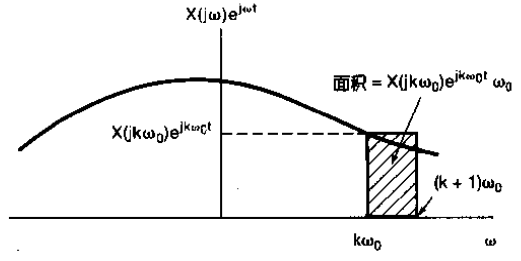 X(jω)e^{jωt}
面积 = X(jkω₀)e^{jkω₀t} ω₀
X(jkω₀)e^{jkω₀t}
(k + 1)ω₀
kω₀
ω